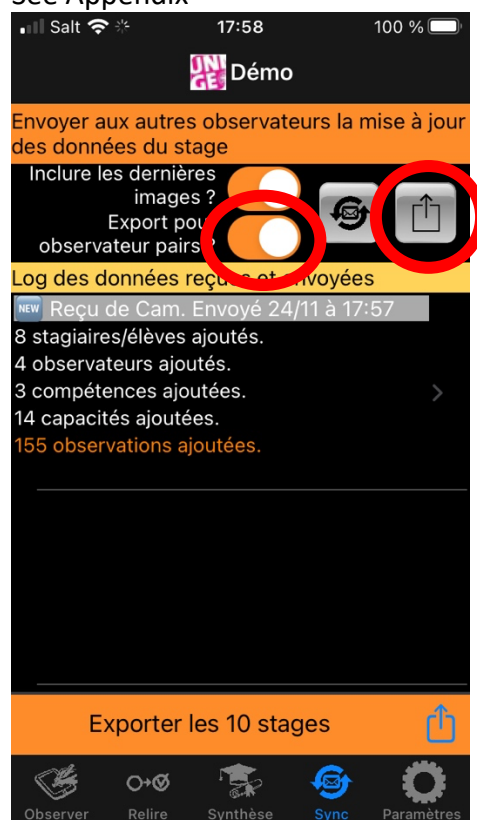 See Appendix
Salt 17:58 100 %
UNI GE Démo
Envoyer aux autres observateurs la mise à jour
des données du stage
Inclure les dernières
images ?
Export pour
observateur pairs ?
Log des données reçues et envoyées
NEW Reçu de Cam. Envoyé 24/11 à 17:57
8 stagiaires/élèves ajoutés.
4 observateurs ajoutés.
3 compétences ajoutées.
14 capacités ajoutées.
155 observations ajoutées.
Exporter les 10 stages
Observer Relire Synthèse Sync Paramètres